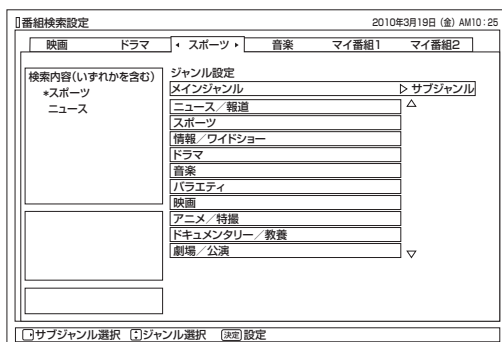 番組検索設定 2010年3月19日 (金) AM10:25
映画 ドラマ スポーツ 音楽 マイ番組1 マイ番組2
検索内容(いずれかを含む)
*スポーツ
ニュース
ジャンル設定
メインジャンル ▷ サブジャンル
ニュース/報道
スポーツ
情報/ワイドショー
ドラマ
音楽
バラエティ
映画
アニメ/特撮
ドキュメンタリー/教養
劇場/公演
サブジャンル選択 ジャンル選択 決定 設定